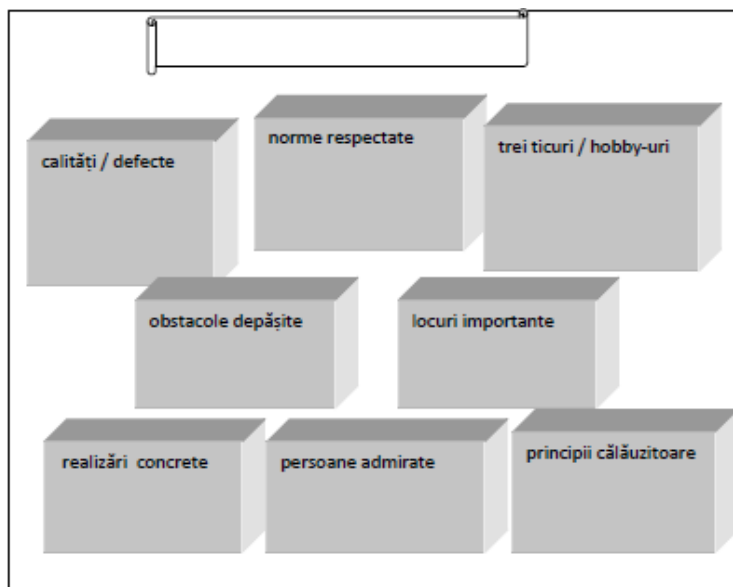 calități / defecte
norme respectate
trei ticuri / hobby-uri
obstacole depășite
locuri importante
realizări concrete
persoane admirate
principii călăuzitoare